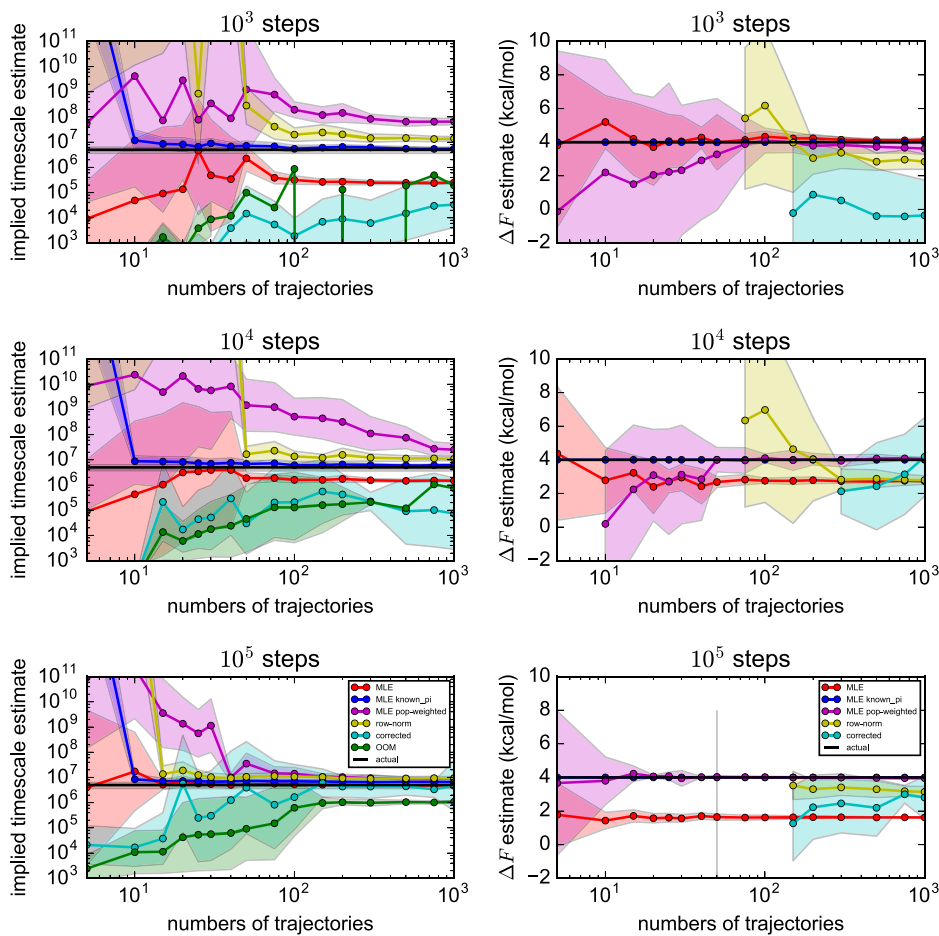 10³ steps
10¹¹
10¹⁰
10⁹
10⁸
10⁷
10⁶
10⁵
10⁴
10³
implied timescale estimate
10¹ 10² 10³
numbers of trajectories
10³ steps
10
8
6
4
2
0
−2
ΔF estimate (kcal/mol)
10¹ 10² 10³
numbers of trajectories
10⁴ steps
10¹¹
10¹⁰
10⁹
10⁸
10⁷
10⁶
10⁵
10⁴
10³
implied timescale estimate
10¹ 10² 10³
numbers of trajectories
10⁴ steps
10
8
6
4
2
0
−2
ΔF estimate (kcal/mol)
10¹ 10² 10³
numbers of trajectories
10⁵ steps
10¹¹
10¹⁰
10⁹
10⁸
10⁷
10⁶
10⁵
10⁴
10³
implied timescale estimate
MLE
MLE known_pi
MLE pop-weighted
row-norm
corrected
OOM
actual
10¹ 10² 10³
numbers of trajectories
10⁵ steps
10
8
6
4
2
0
−2
ΔF estimate (kcal/mol)
MLE
MLE known_pi
MLE pop-weighted
row-norm
corrected
actual
10¹ 10² 10³
numbers of trajectories